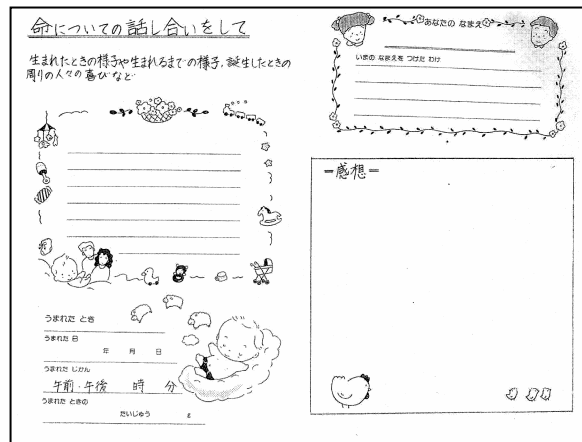 命についての話し合いをして
生まれたときの様子や生まれるまでの様子、誕生したときの
周りの人々の喜びなど
うまれた とき
うまれた 日
年 月 日
うまれた じかん
午前・午後 時 分
うまれた ときの
たいじゅう g
あなたの なまえ
いまの なまえを つけた わけ
＝感想＝